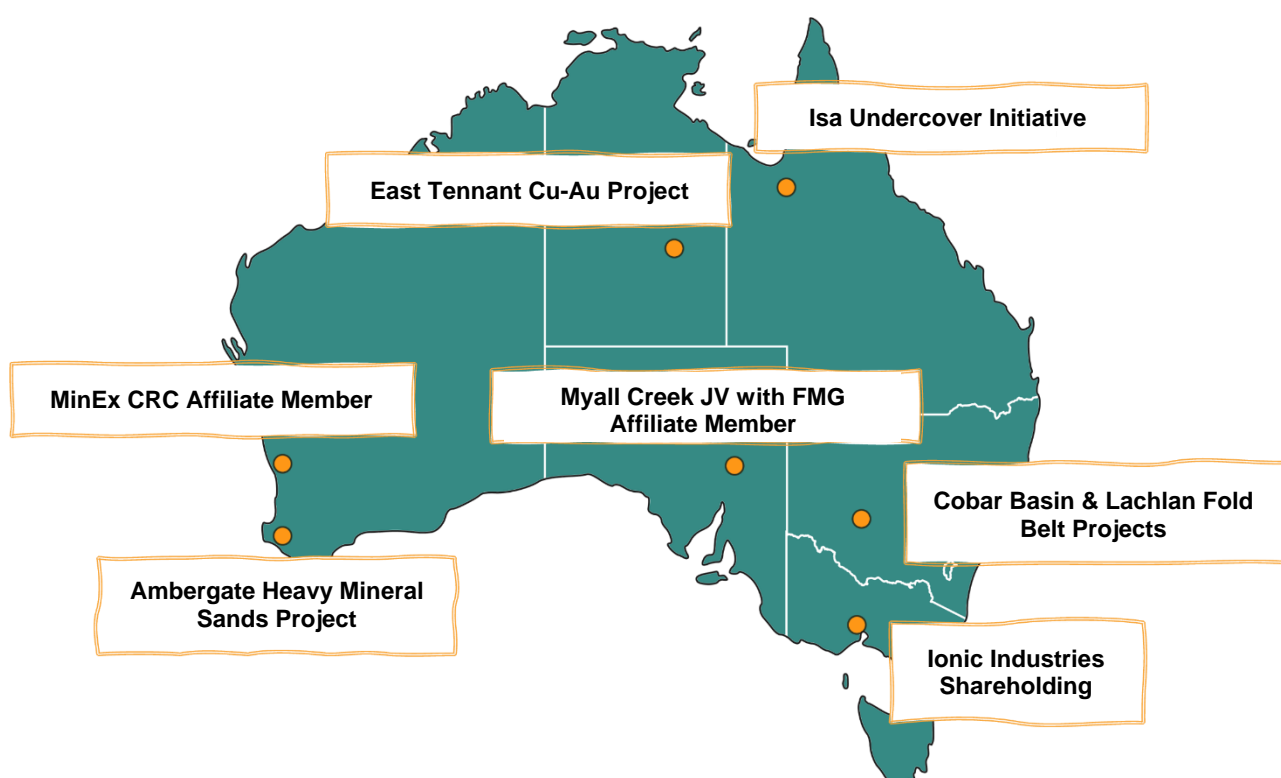 Isa Undercover Initiative
East Tennant Cu-Au Project
MinEx CRC Affiliate Member
Myall Creek JV with FMG
Affiliate Member
Cobar Basin & Lachlan Fold
Belt Projects
Ambergate Heavy Mineral
Sands Project
Ionic Industries
Shareholding